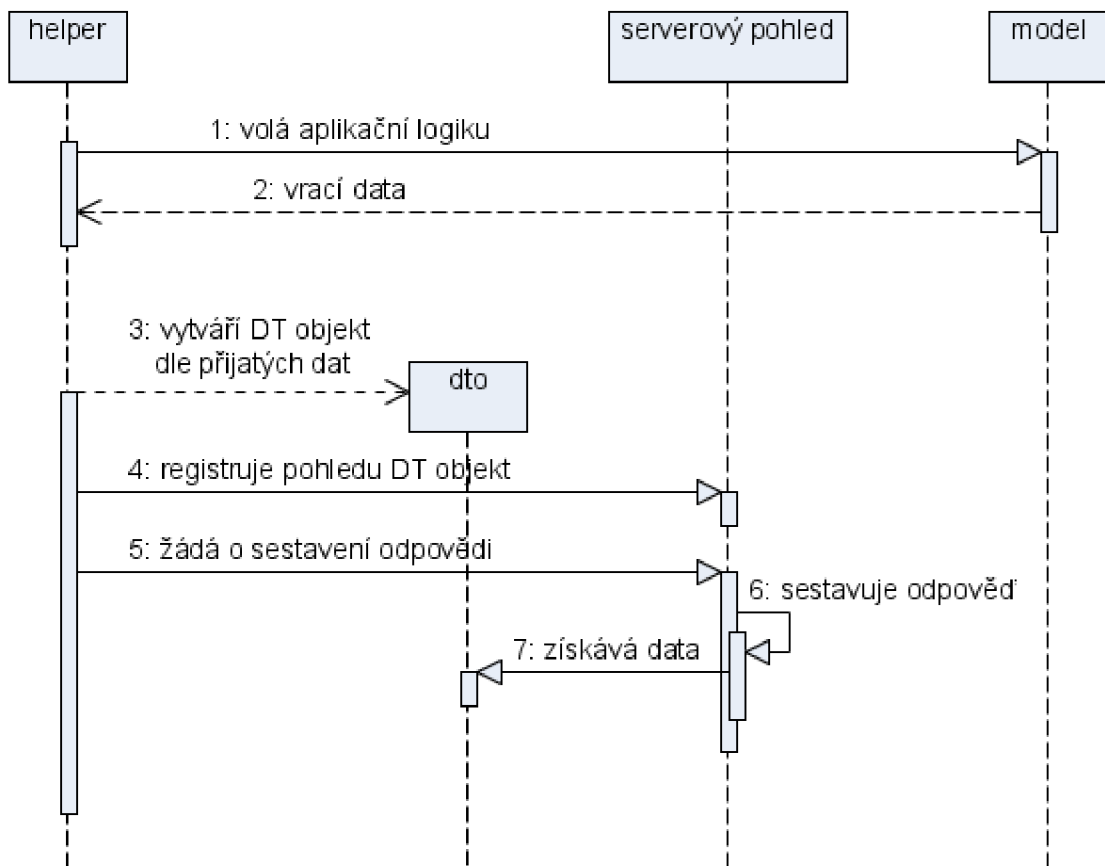 helper
serverový pohled
model
1: volá aplikační logiku
2: vrací data
3: vytváří DT objekt
dle přijatých dat
dto
4: registruje pohledu DT objekt
5: žádá o sestavení odpovědi
6: sestavuje odpověď
7: získává data